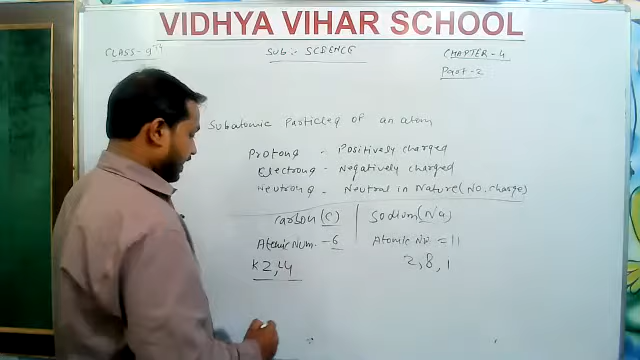 VIDHYA VIHAR SCHOOL
CLASS - 9TH
SUB :- SCIENCE
CHAPTER - 4
Part - 2
Subatomic Particles of an atom
Protons - Positively charged
Electrons - Negatively charged
Neutrons - Neutral in Nature (No. charge)
Carbon (C)
Sodium (Na)
Atomic Num. - 6
Atomic No. = 11
K2, L4
2, 8, 1